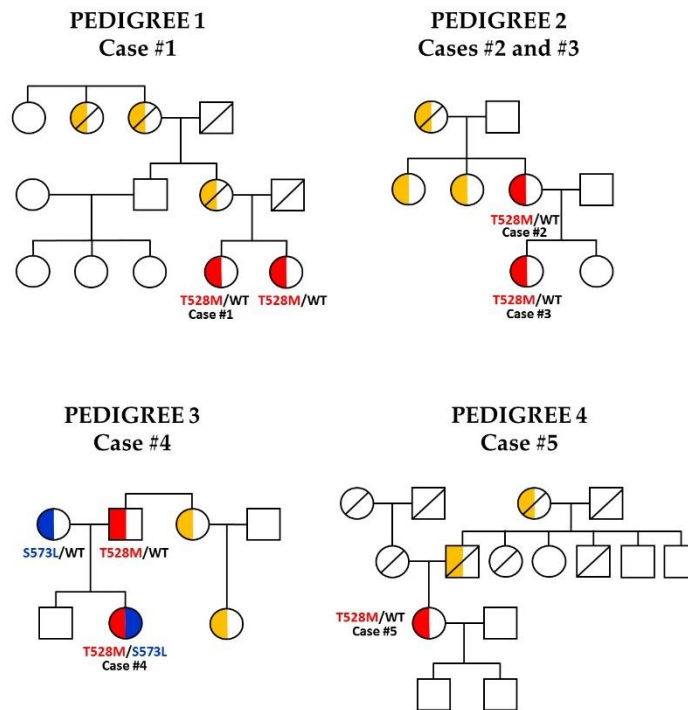 PEDIGREE 1
Case #1
T528M/WT
Case #1
T528M/WT
PEDIGREE 2
Cases #2 and #3
T528M/WT
Case #2
T528M/WT
Case #3
PEDIGREE 3
Case #4
S573L/WT
T528M/WT
T528M/S573L
Case #4
PEDIGREE 4
Case #5
T528M/WT
Case #5